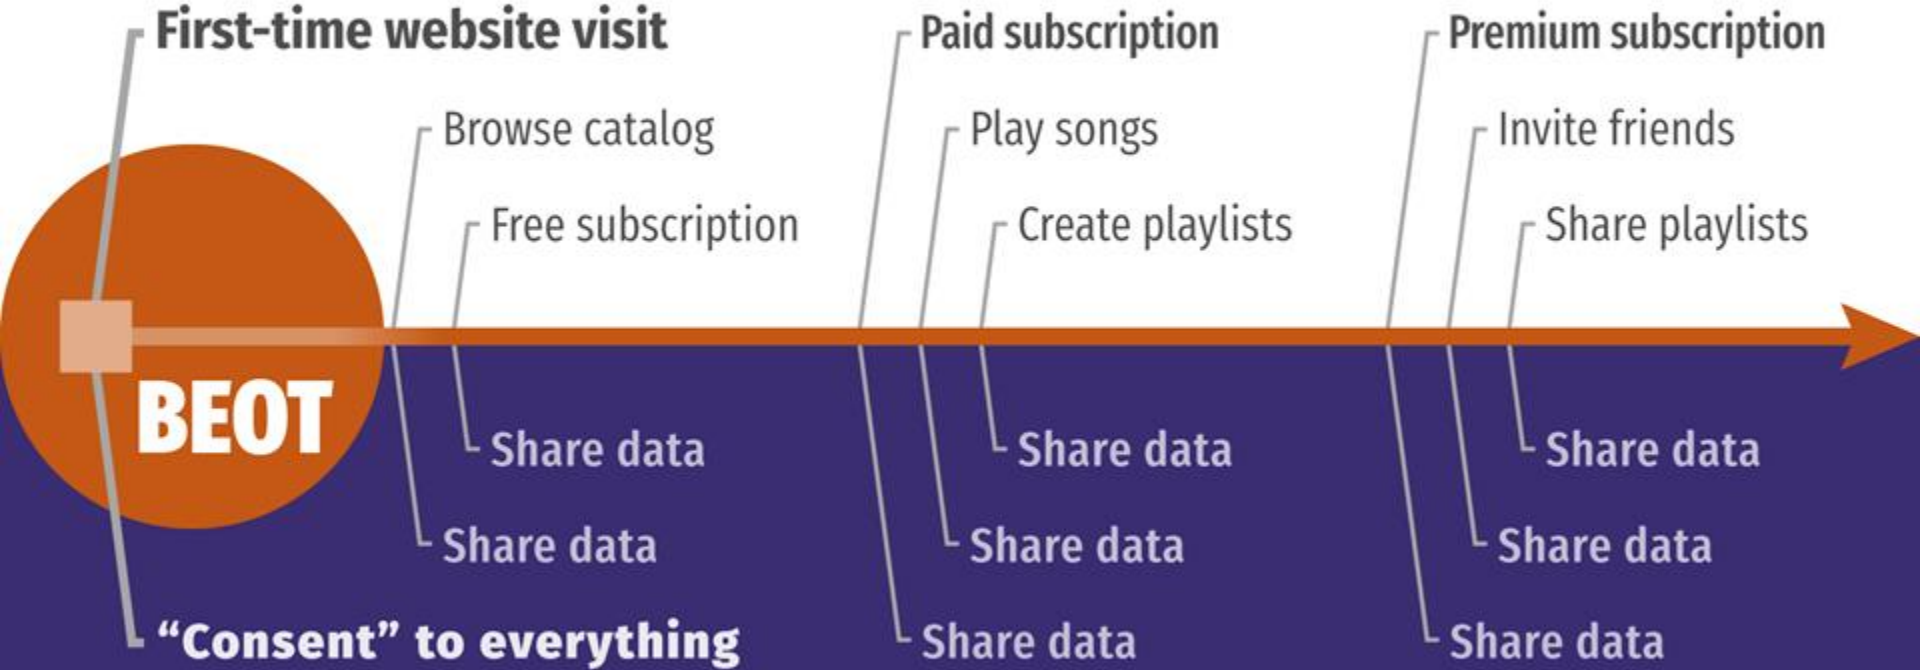 First-time website visit
Paid subscription
Premium subscription
Browse catalog
Play songs
Invite friends
Free subscription
Create playlists
Share playlists
BEOT
Share data
Share data
Share data
Share data
Share data
Share data
“Consent” to everything
Share data
Share data